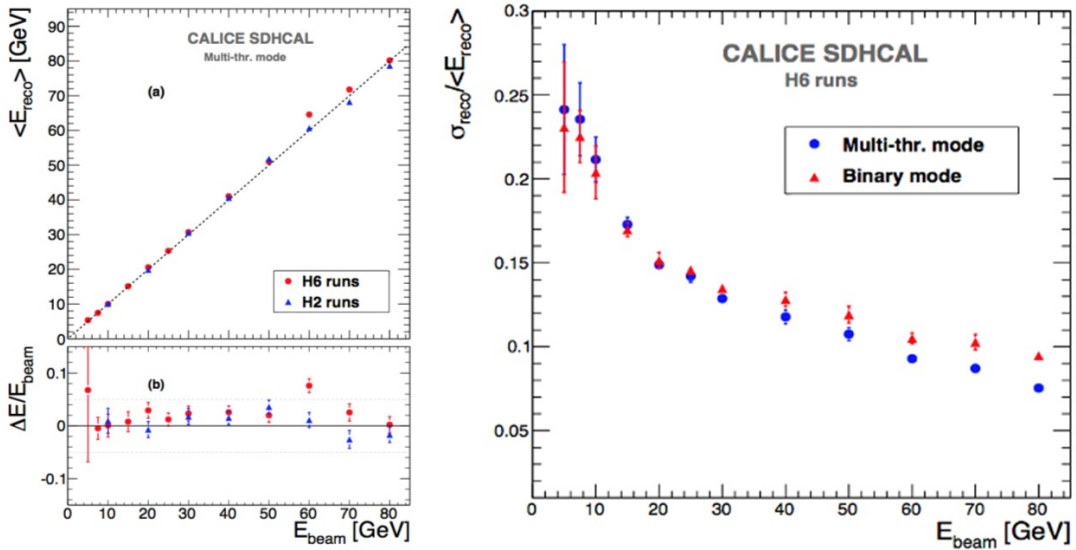 <E_reco> [GeV]
90
80
70
60
50
40
30
20
10
0
CALICE SDHCAL
Multi-thr. mode
(a)
H6 runs
H2 runs
ΔE/E_beam
0.1
0
-0.1
(b)
0 10 20 30 40 50 60 70 80
E_beam [GeV]
σ_reco/<E_reco>
0.3
0.25
0.2
0.15
0.1
0.05
CALICE SDHCAL
H6 runs
Multi-thr. mode
Binary mode
0 10 20 30 40 50 60 70 80
E_beam [GeV]